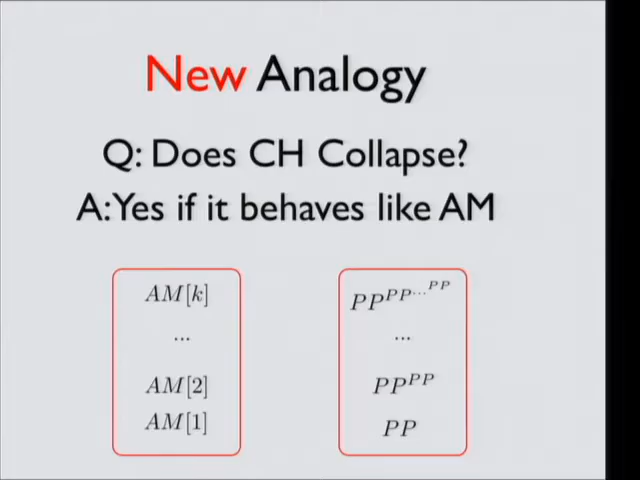 New Analogy
Q: Does CH Collapse?
A: Yes if it behaves like AM
AM[k]
...
AM[2]
AM[1]
PP^{PP^{...^{PP}}}
...
PP^{PP}
PP